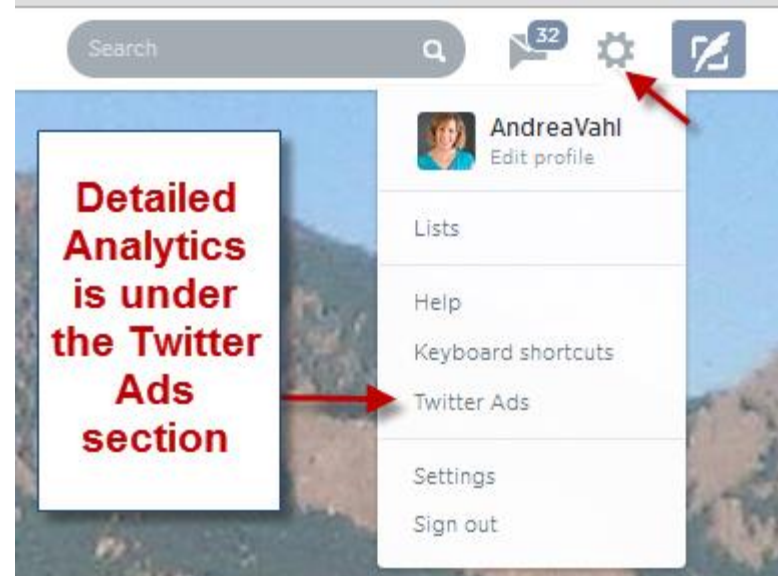 Search
32
AndreaVahl
Edit profile
Lists
Help
Keyboard shortcuts
Twitter Ads
Settings
Sign out
Detailed
Analytics
is under
the Twitter
Ads
section